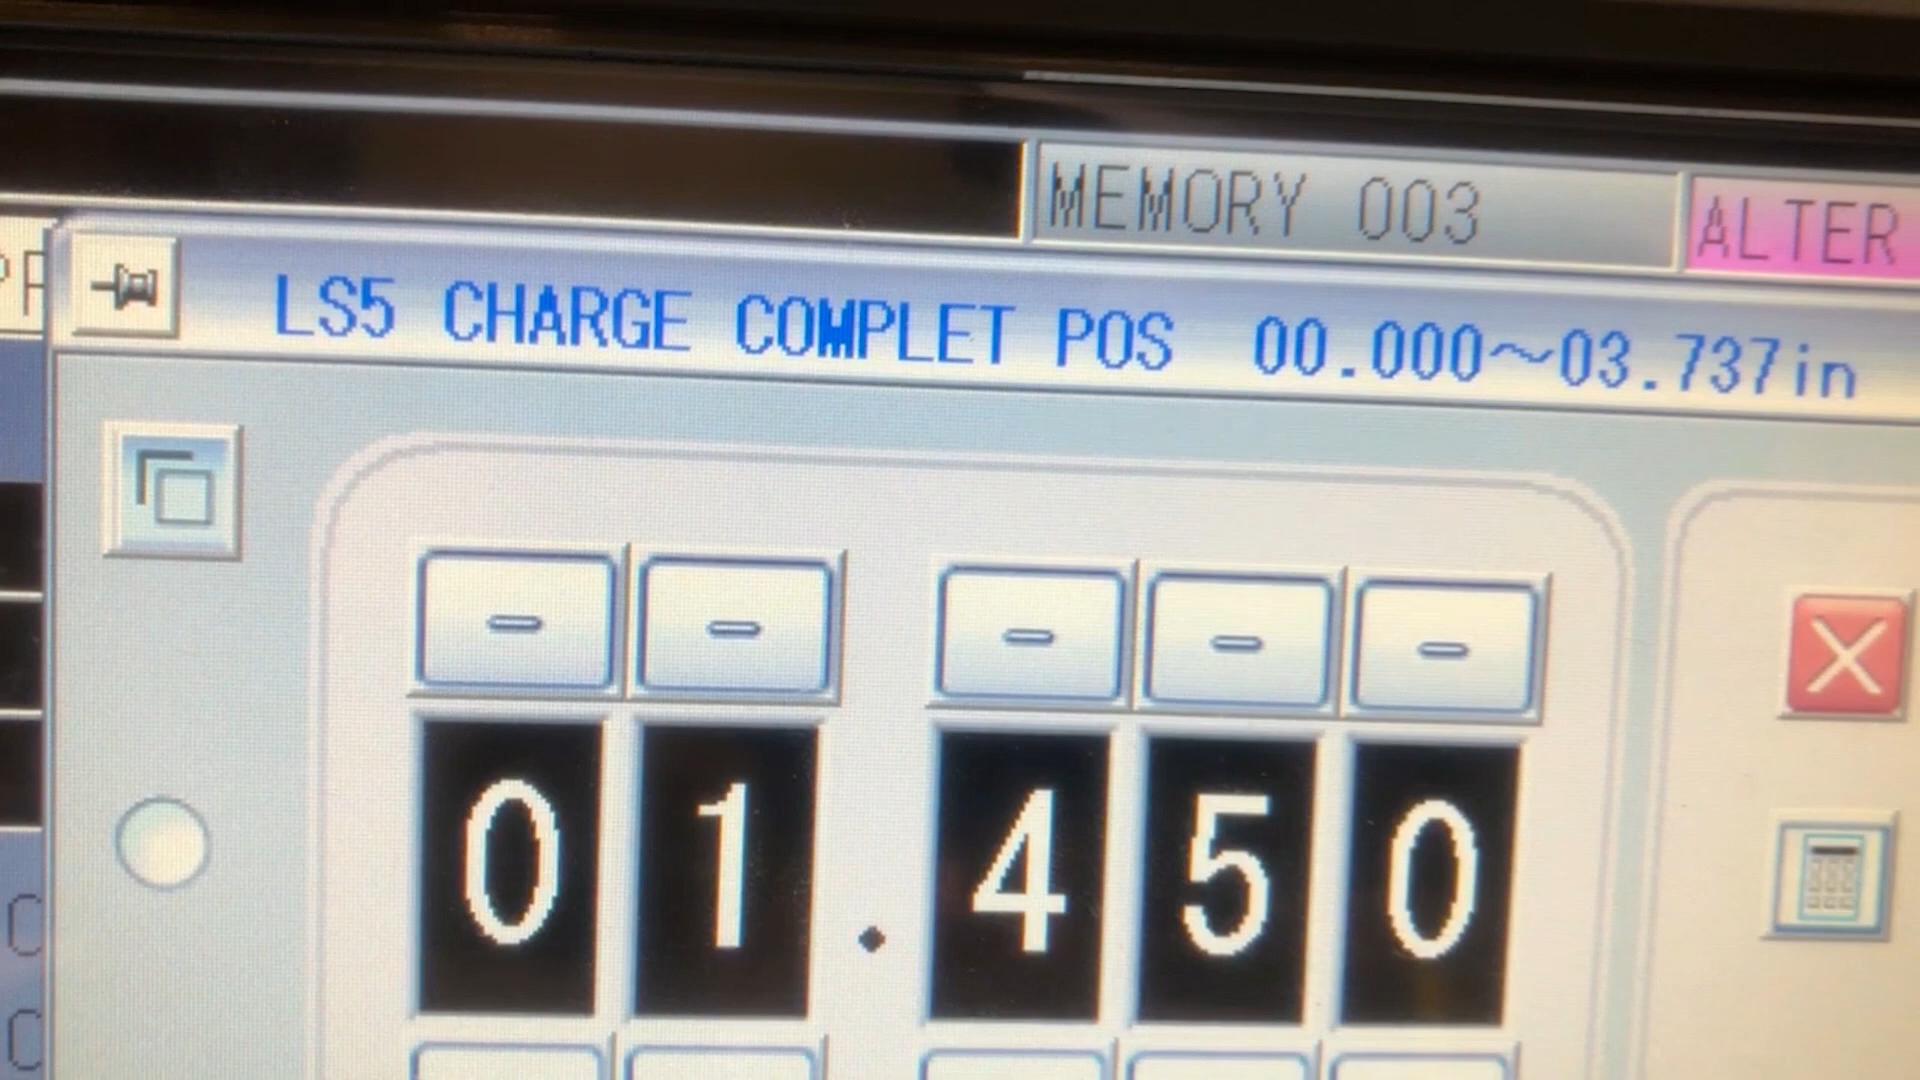 MEMORY 003
ALTER
LS5 CHARGE COMPLET POS 00.000~03.737in
01.450